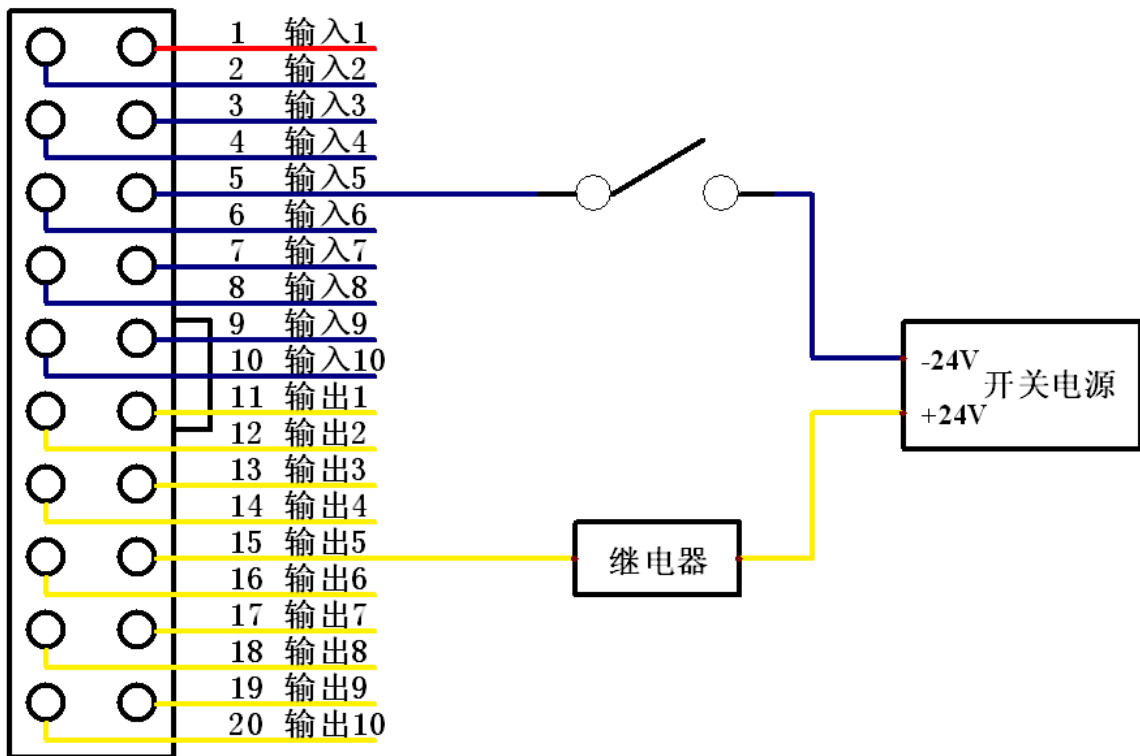 1 输入1
2 输入2
3 输入3
4 输入4
5 输入5
6 输入6
7 输入7
8 输入8
9 输入9
10 输入10
11 输出1
12 输出2
13 输出3
14 输出4
15 输出5
16 输出6
17 输出7
18 输出8
19 输出9
20 输出10
-24V
开关电源
+24V
继电器